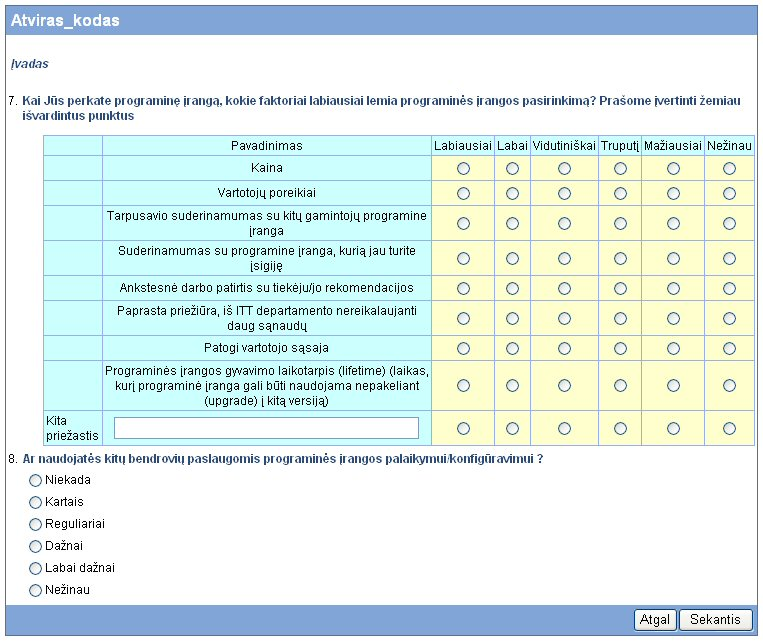 Atviras_kodas
Įvadas
7. Kai Jūs perkate programinę įrangą, kokie faktoriai labiausiai lemia programinės įrangos pasirinkimą? Prašome įvertinti žemiau
išvardintus punktus
Pavadinimas Labiausiai Labai Vidutiniškai Truputį Mažiausiai Nežinau
Kaina
Vartotojų poreikiai
Tarpusavio suderinamumas su kitų gamintojų programine
įranga
Suderinamumas su programine įranga, kurią jau turite
įsigiję
Ankstesnė darbo patirtis su tiekėju/jo rekomendacijos
Paprasta priežiūra, iš ITT departamento nereikalaujanti
daug sąnaudų
Patogi vartotojo sąsaja
Programinės įrangos gyvavimo laikotarpis (lifetime) (laikas,
kurį programinė įranga gali būti naudojama nepakeliant
(upgrade) į kitą versiją)
Kita
priežastis
8. Ar naudojatės kitų bendrovių paslaugomis programinės įrangos palaikymui/konfigūravimui ?
Niekada
Kartais
Reguliariai
Dažnai
Labai dažnai
Nežinau
Atgal Sekantis